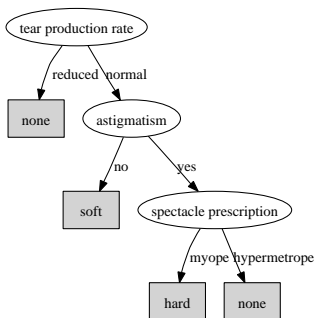 tear production rate
reduced normal
none
astigmatism
no yes
soft
spectacle prescription
myope hypermetrope
hard none